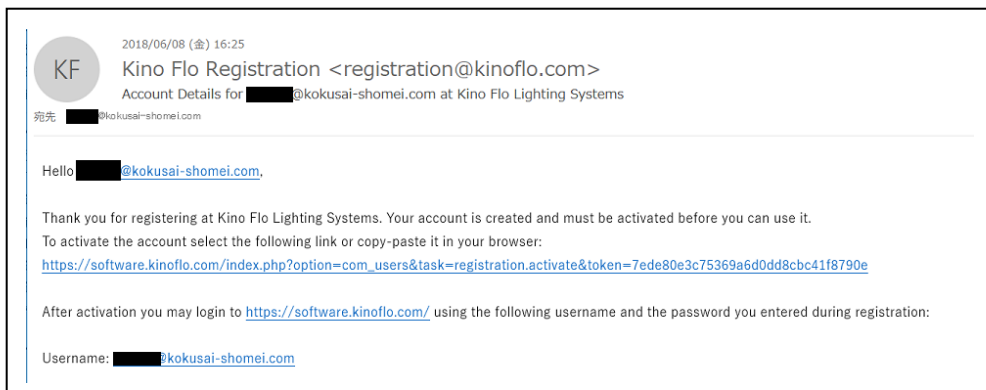 2018/06/08 (金) 16:25
KF
Kino Flo Registration <registration@kinoflo.com>
Account Details for @kokusai-shomei.com at Kino Flo Lighting Systems
宛先 @kokusai-shomei.com
Hello @kokusai-shomei.com,
Thank you for registering at Kino Flo Lighting Systems. Your account is created and must be activated before you can use it.
To activate the account select the following link or copy-paste it in your browser:
https://software.kinoflo.com/index.php?option=com_users&task=registration.activate&token=7ede80e3c75369a6d0dd8cbc41f8790e
After activation you may login to https://software.kinoflo.com/ using the following username and the password you entered during registration:
Username: @kokusai-shomei.com